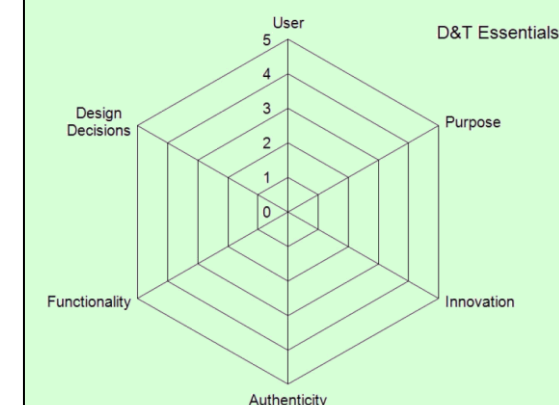 User
D&T Essentials
5
4
3
2
1
0
Design
Decisions
Purpose
Functionality
Innovation
Authenticity